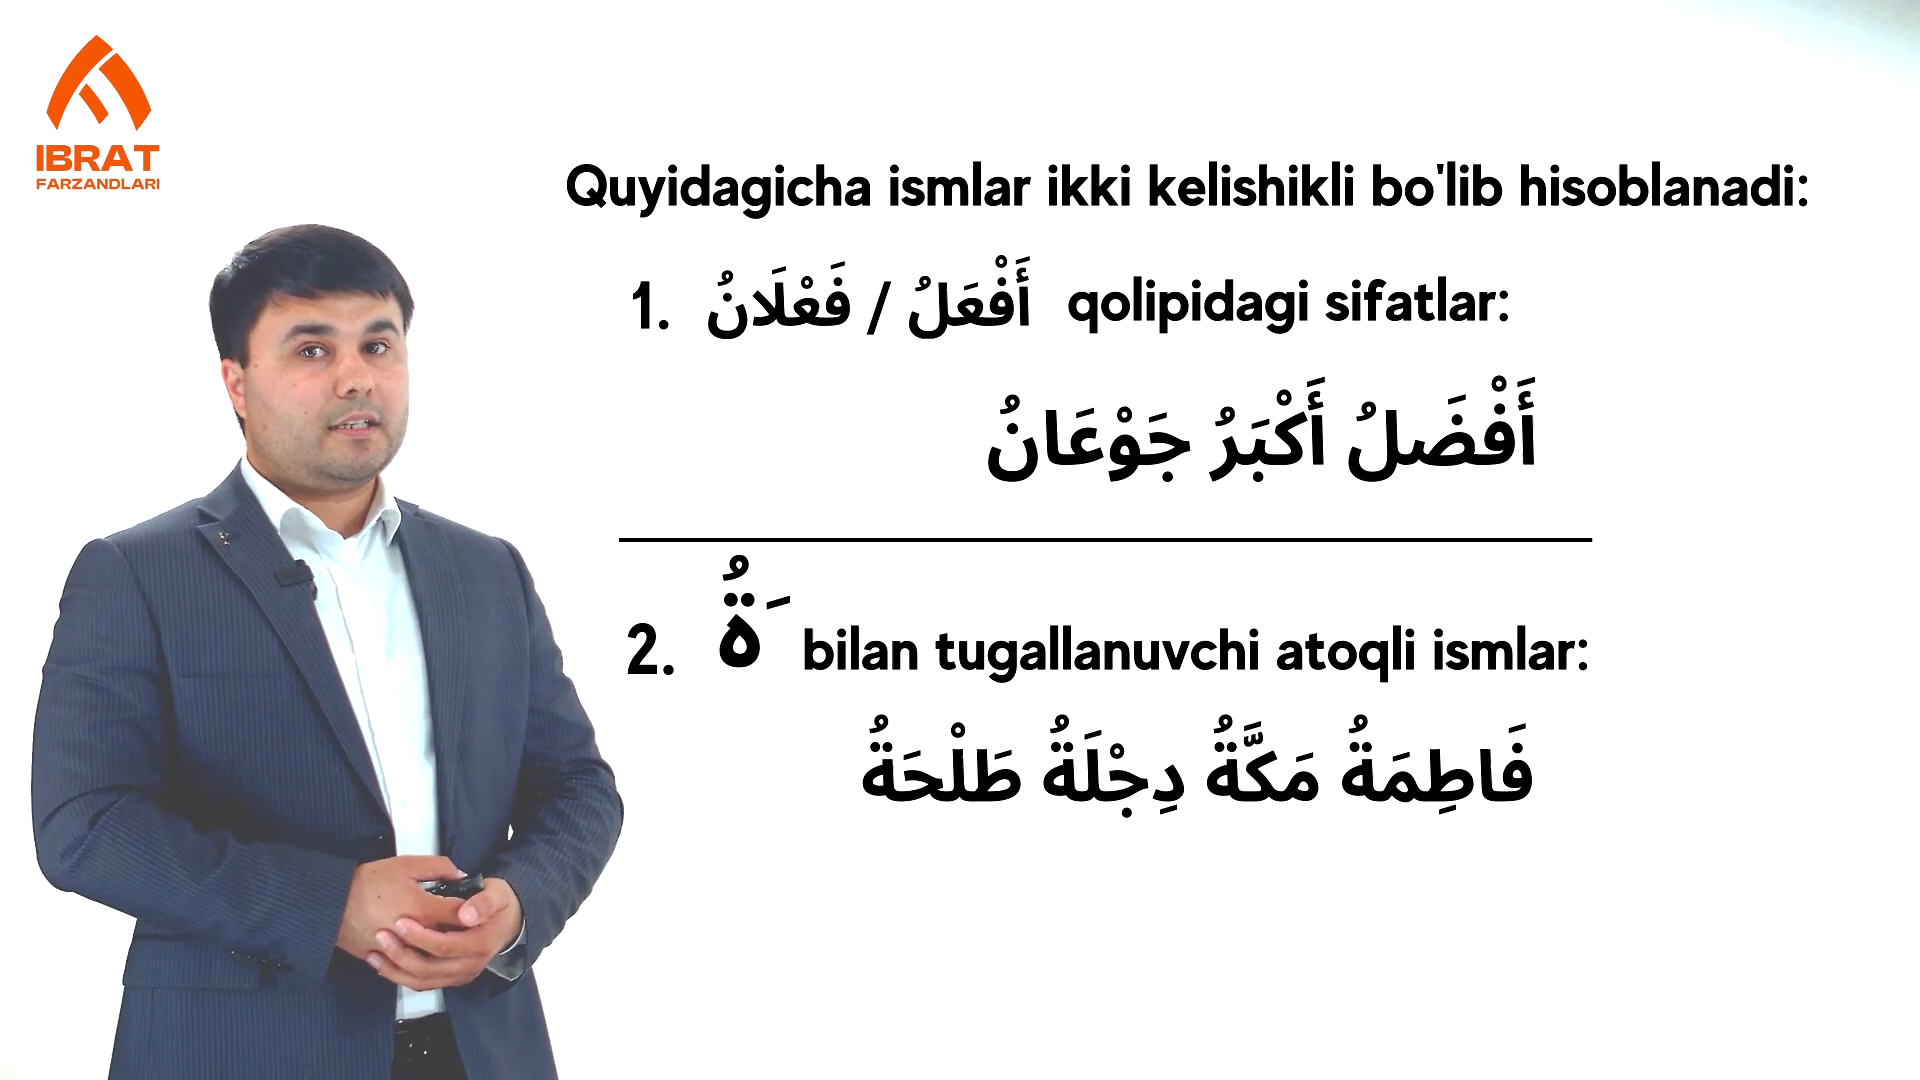 IBRAT
FARZANDLARI
Quyidagicha ismlar ikki kelishikli bo'lib hisoblanadi:
1. أَفْعَلُ / فَعْلَانُ qolipidagi sifatlar:
أَفْضَلُ أَكْبَرُ جَوْعَانُ
2. ـَةُ bilan tugallanuvchi atoqli ismlar:
فَاطِمَةُ مَكَّةُ دِجْلَةُ طَلْحَةُ